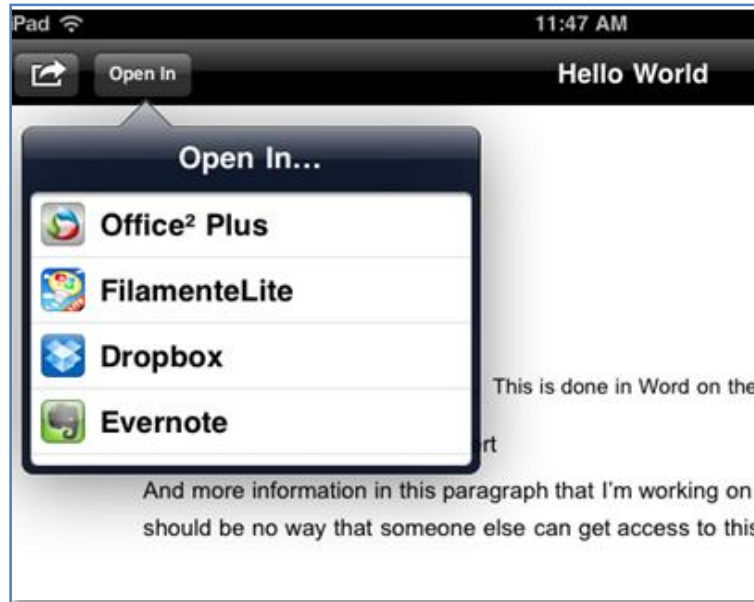 Pad
11:47 AM
Open In
Hello World
Open In...
Office² Plus
FilamenteLite
Dropbox
Evernote
This is done in Word on the
And more information in this paragraph that I'm working on
should be no way that someone else can get access to this